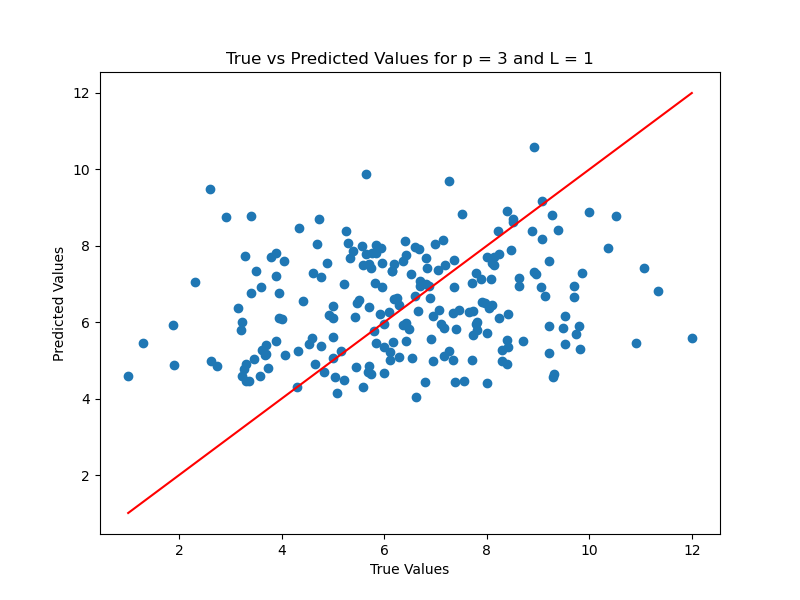 True vs Predicted Values for p = 3 and L = 1
12
10
8
6
4
2
Predicted Values
2 4 6 8 10 12
True Values